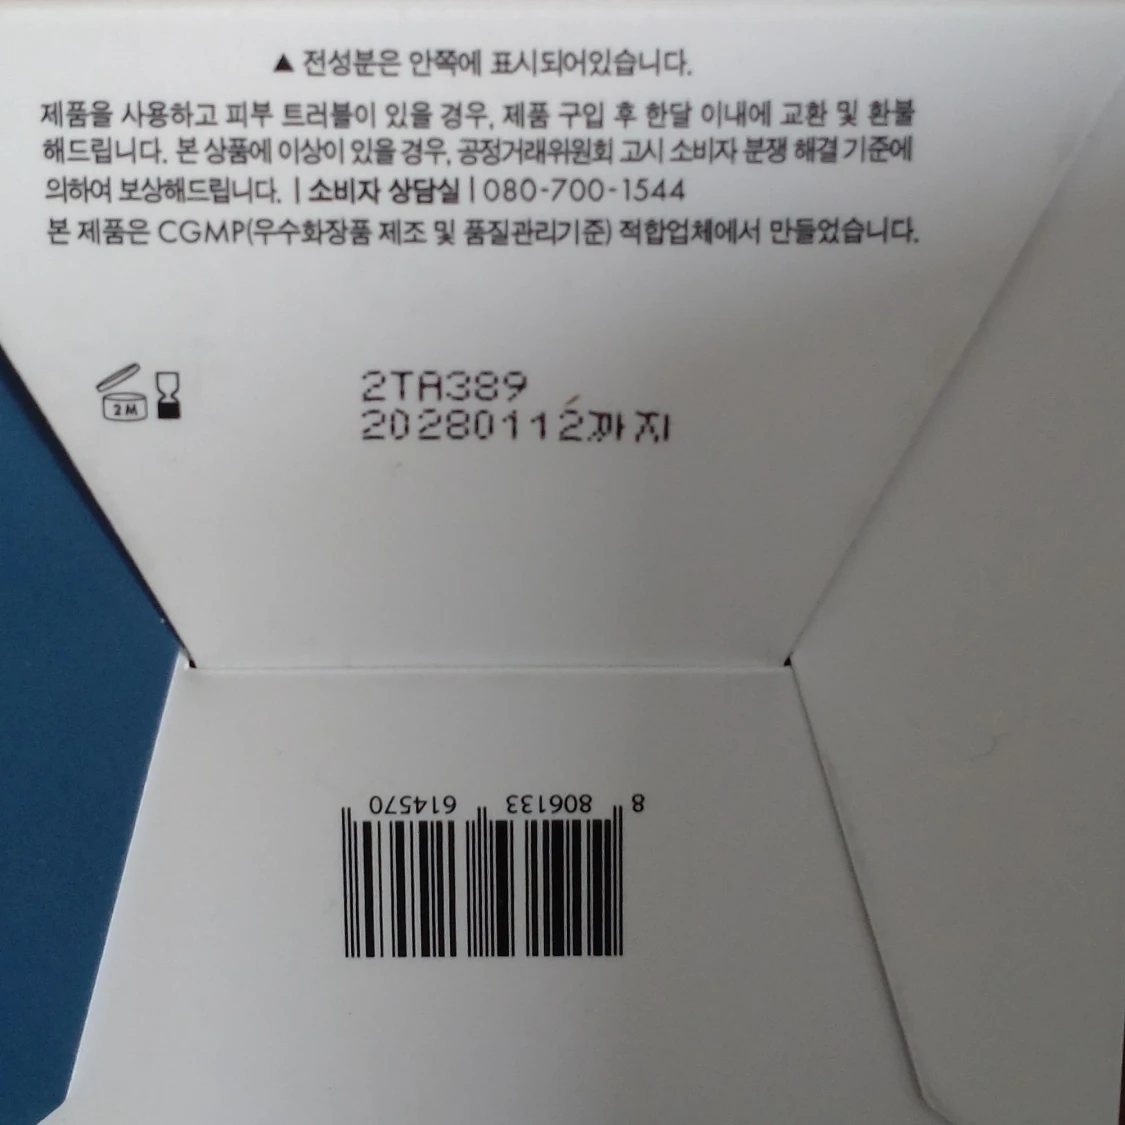 ▲ 전성분은 안쪽에 표시되어있습니다.
제품을 사용하고 피부 트러블이 있을 경우, 제품 구입 후 한달 이내에 교환 및 환불
해드립니다. 본 상품에 이상이 있을 경우, 공정거래위원회 고시 소비자 분쟁 해결 기준에
의하여 보상해드립니다. | 소비자 상담실 | 080-700-1544
본 제품은 CGMP(우수화장품 제조 및 품질관리기준) 적합업체에서 만들었습니다.
2M
2TA389
20280112까지
8 806133 614570